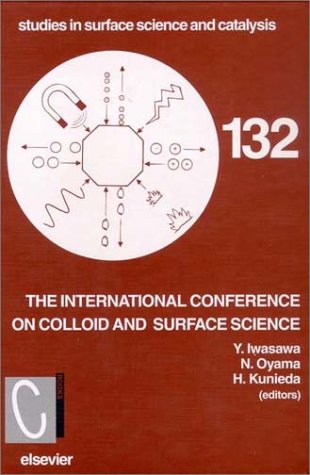 studies in surface science and catalysis
132
THE INTERNATIONAL CONFERENCE
ON COLLOID AND SURFACE SCIENCE
Y. Iwasawa
N. Oyama
H. Kunieda
(editors)
C
BOOKS
elsevier